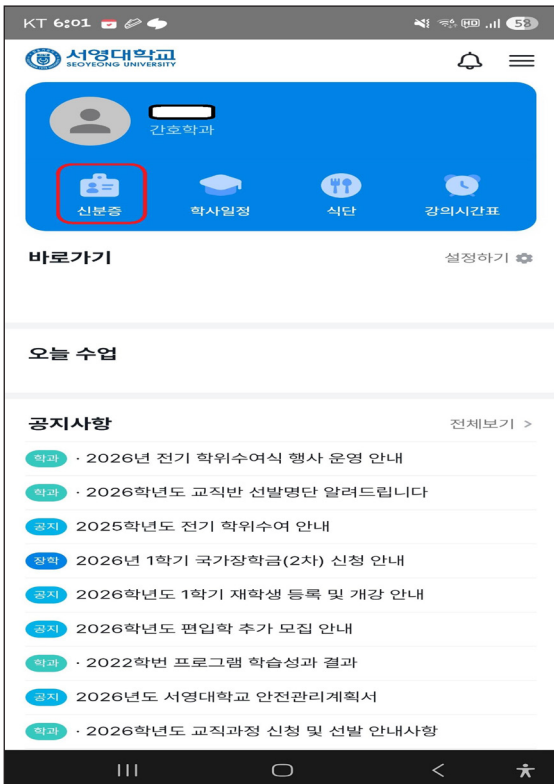 KT 6:01 HD 58
서영대학교
SEOYEONG UNIVERSITY
간호학과
신분증 학사일정 식단 강의시간표
바로가기 설정하기
오늘 수업
공지사항 전체보기 >
학과 · 2026년 전기 학위수여식 행사 운영 안내
학과 · 2026학년도 교직반 선발명단 알려드립니다
공지 2025학년도 전기 학위수여 안내
장학 2026년 1학기 국가장학금(2차) 신청 안내
공지 2026학년도 1학기 재학생 등록 및 개강 안내
공지 2026학년도 편입학 추가 모집 안내
학과 · 2022학번 프로그램 학습성과 결과
공지 2026년도 서영대학교 안전관리계획서
학과 · 2026학년도 교직과정 신청 및 선발 안내사항